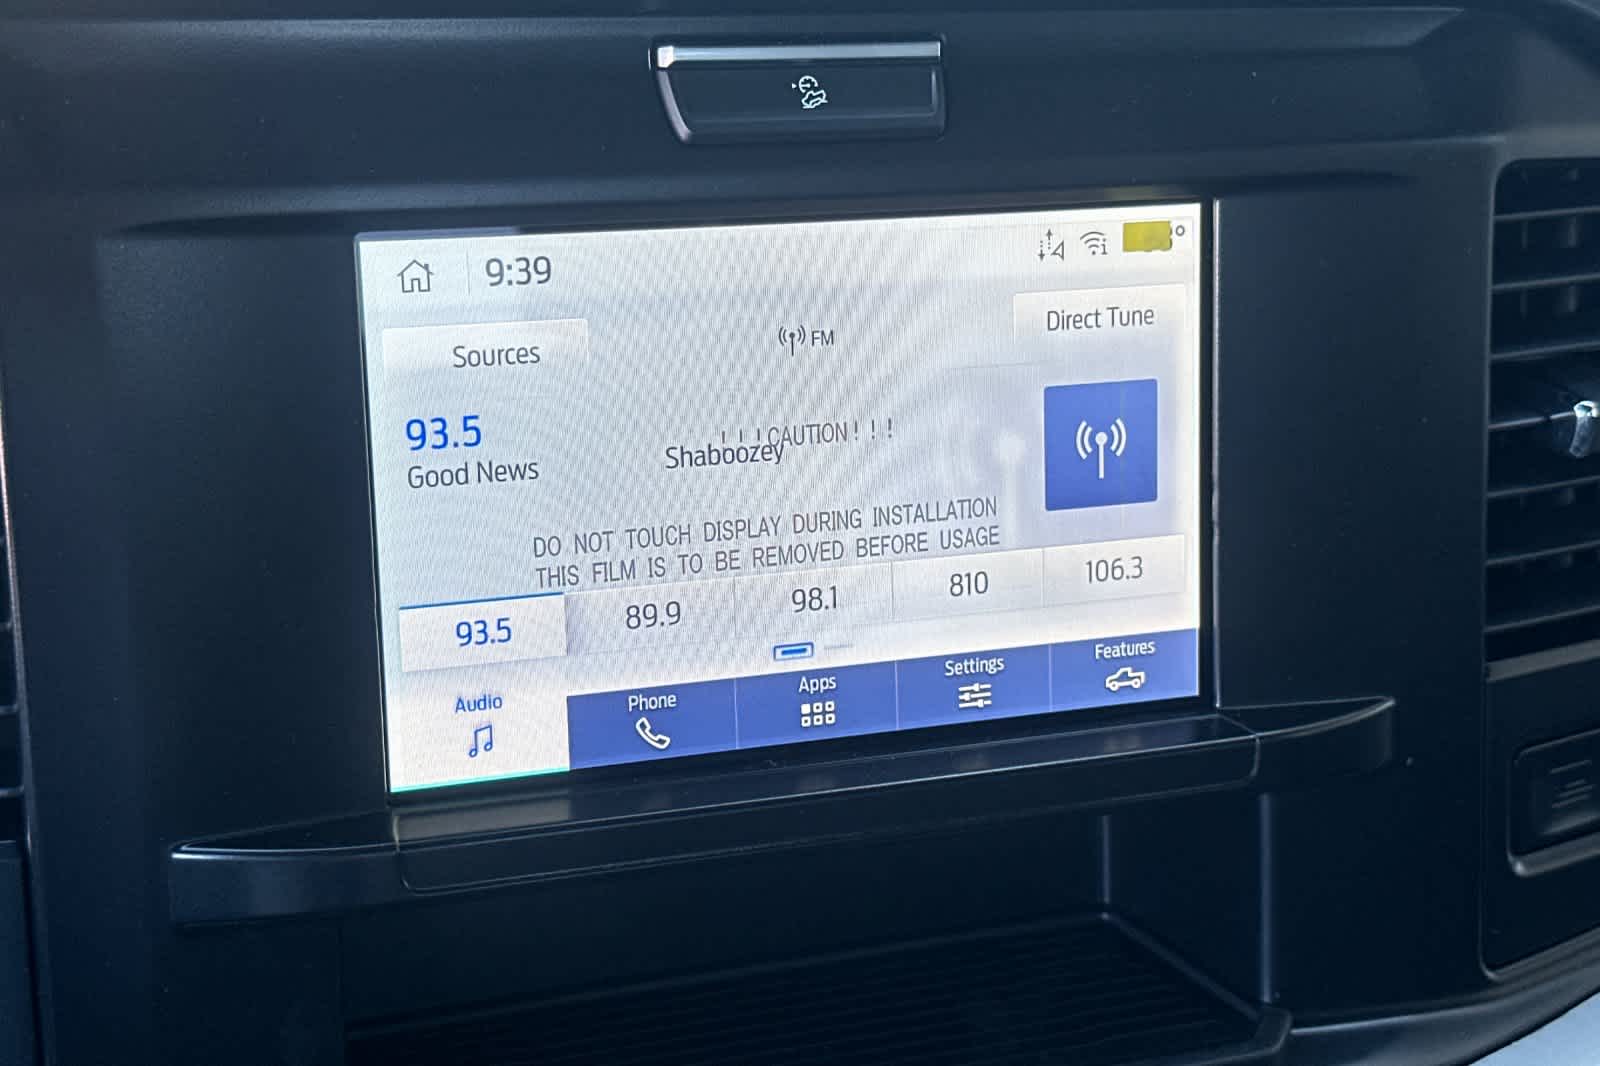 9:39
Sources
FM
Direct Tune
93.5
Good News
Shaboozey
! ! ! CAUTION ! ! !
DO NOT TOUCH DISPLAY DURING INSTALLATION
THIS FILM IS TO BE REMOVED BEFORE USAGE
93.5
89.9
98.1
810
106.3
Audio
Phone
Apps
Settings
Features